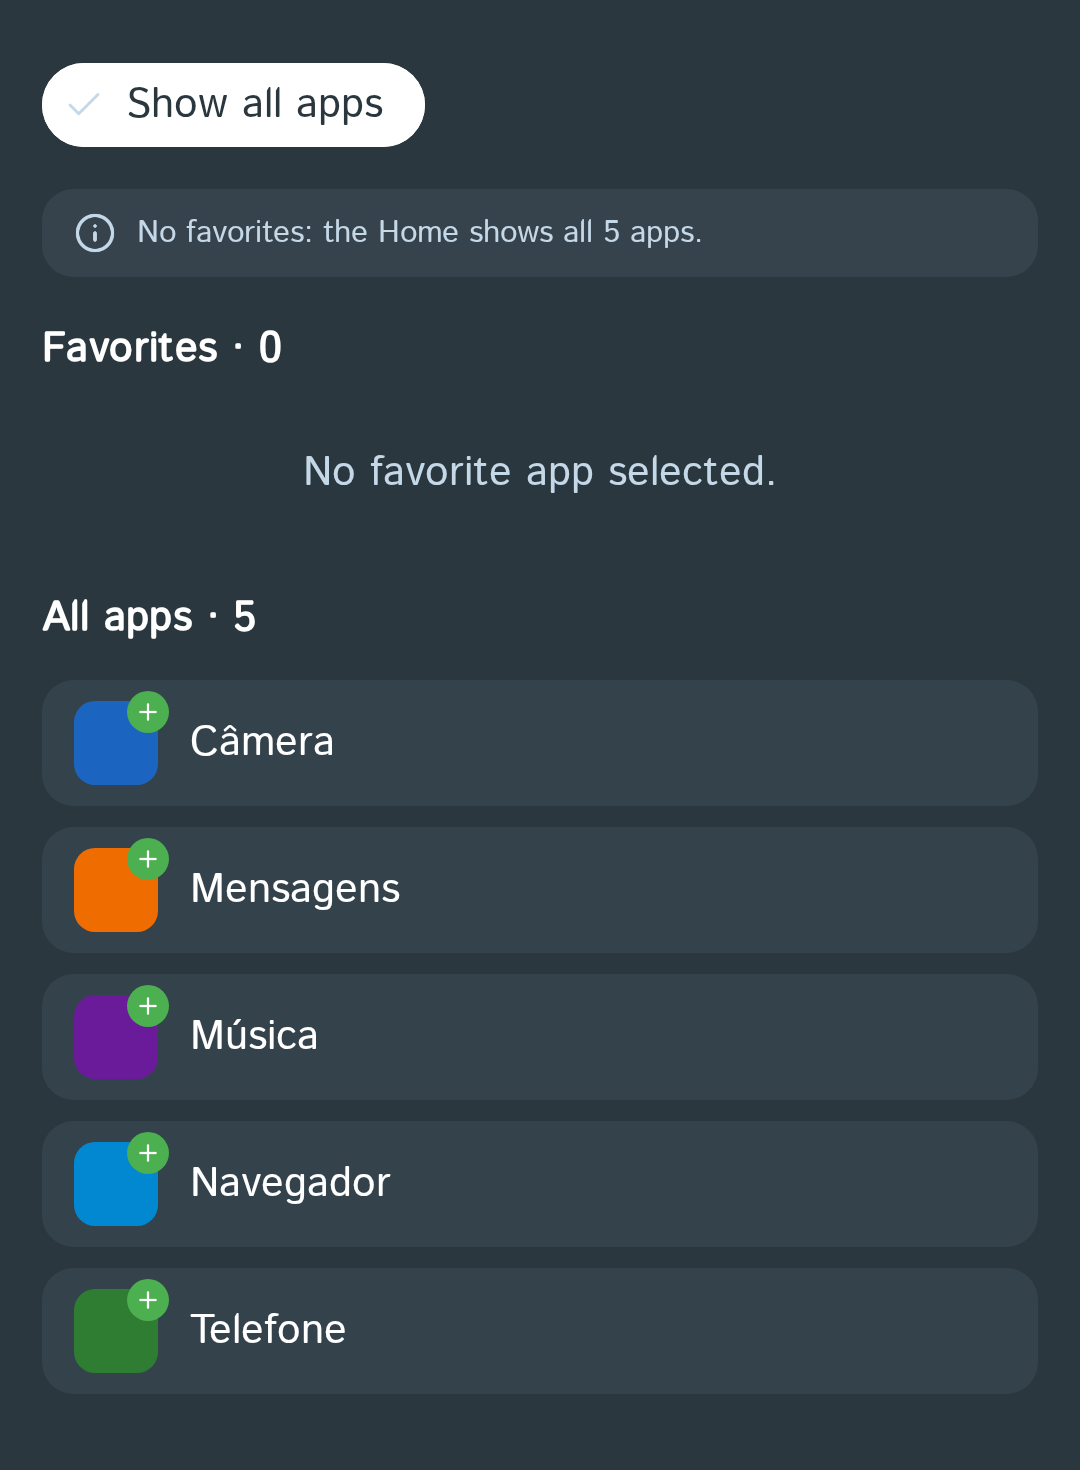 Show all apps
No favorites: the Home shows all 5 apps.
Favorites · 0
No favorite app selected.
All apps · 5
Câmera
Mensagens
Música
Navegador
Telefone